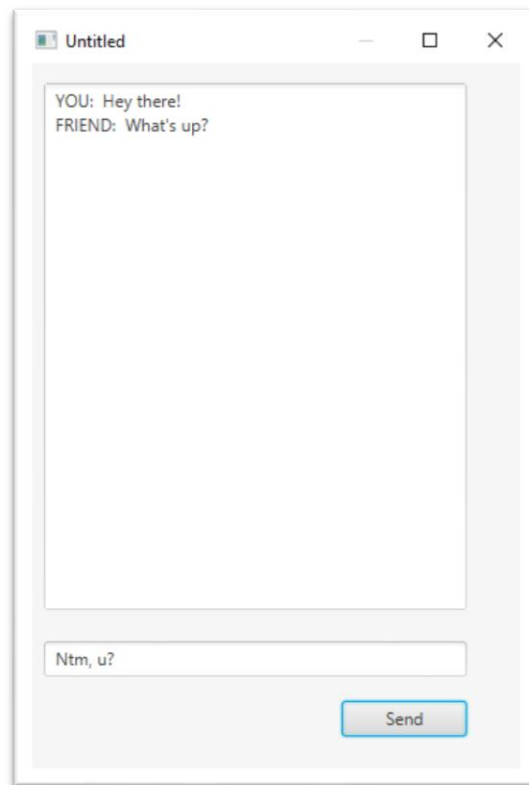 Untitled
YOU:  Hey there!
FRIEND:  What's up?
Ntm, u?
Send